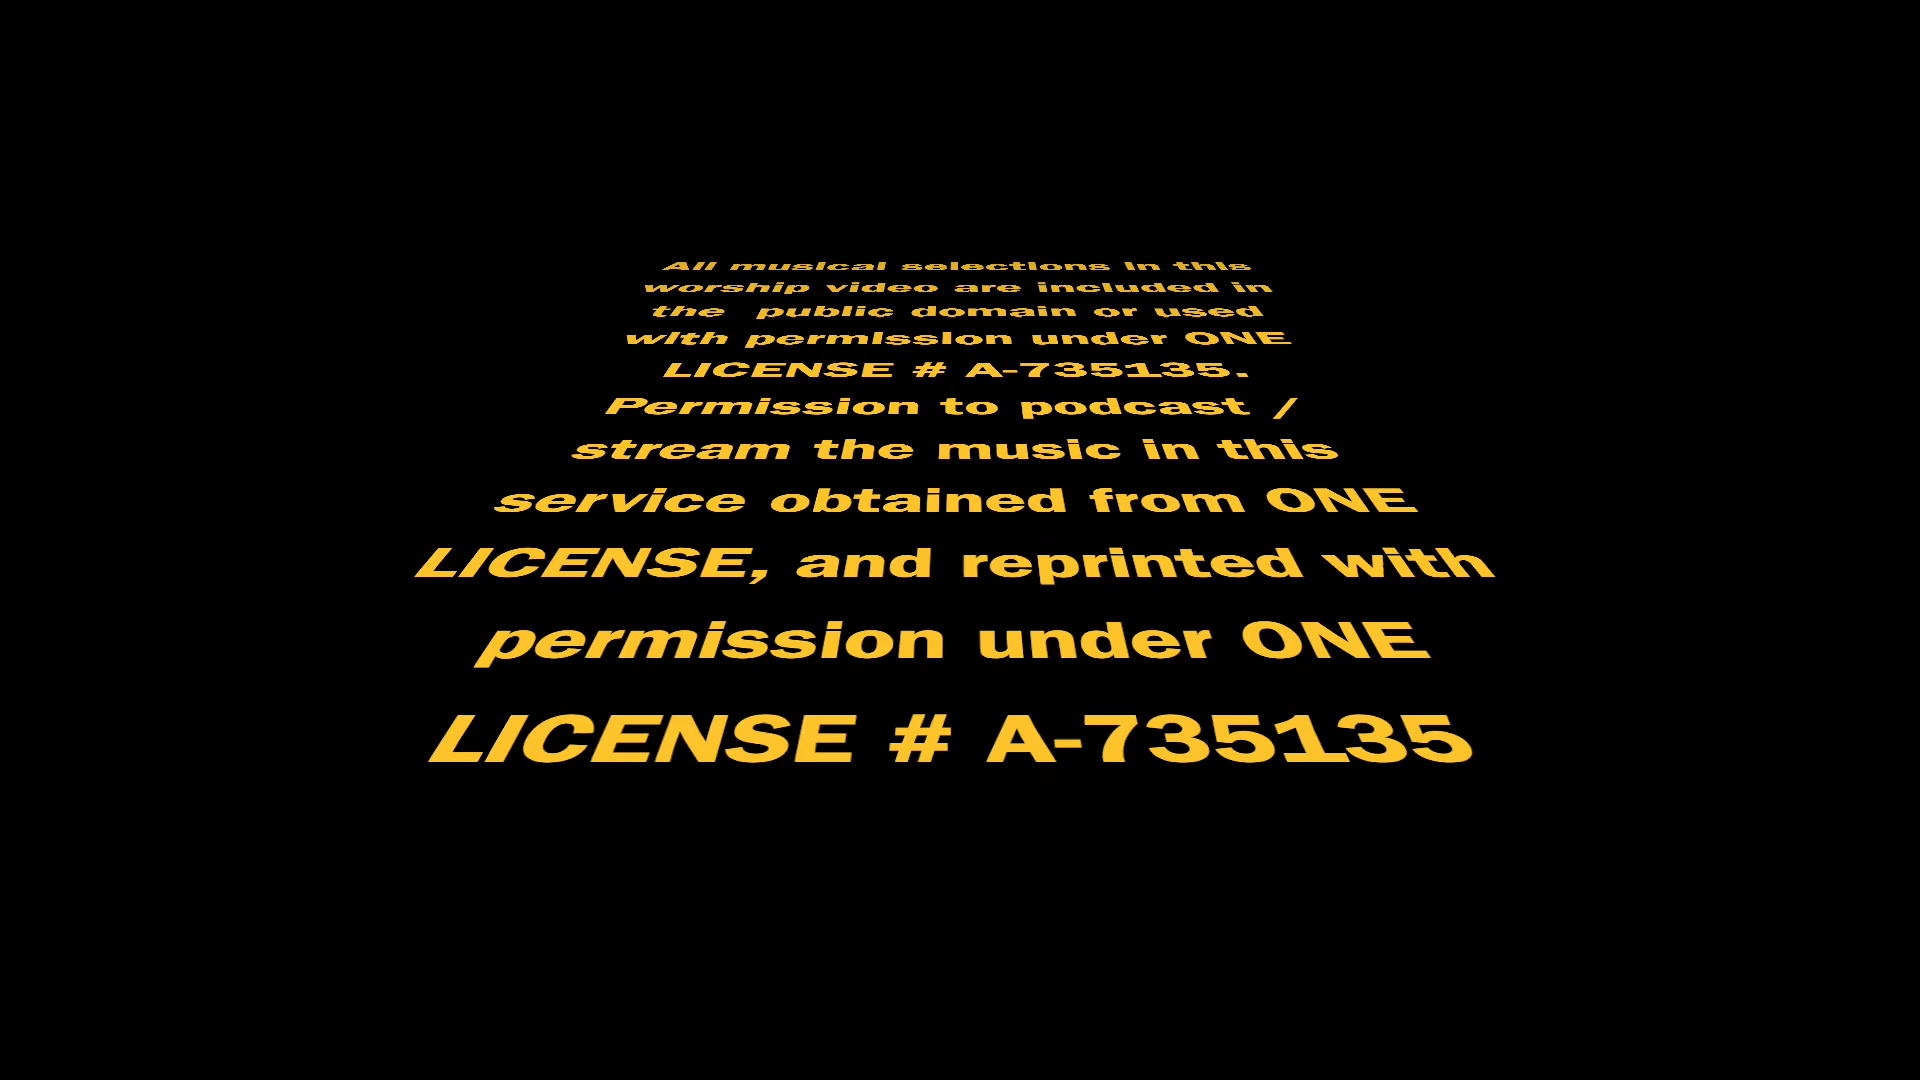 All musical selections in this
worship video are included in
the  public domain or used
with permission under ONE
LICENSE # A-735135.
Permission to podcast /
stream the music in this
service obtained from ONE
LICENSE, and reprinted with
permission under ONE
LICENSE # A-735135